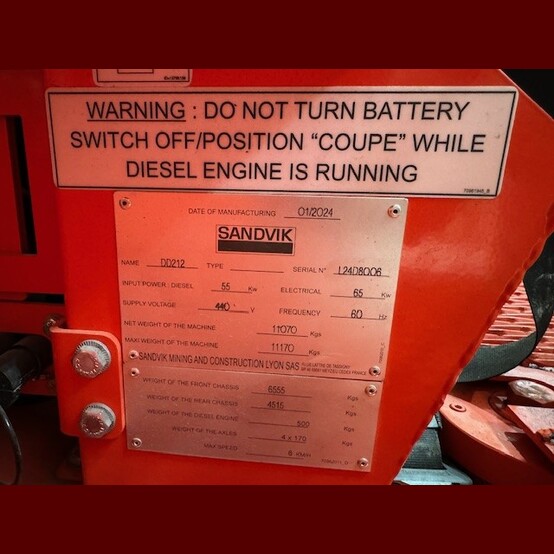 WARNING : DO NOT TURN BATTERY
SWITCH OFF/POSITION “COUPE” WHILE
DIESEL ENGINE IS RUNNING
DATE OF MANUFACTURING 01/2024
SANDVIK
NAME DD212 TYPE SERIAL N° L24D8006
INPUT POWER : DIESEL 55 Kw ELECTRICAL 65 Kw
SUPPLY VOLTAGE 440 V FREQUENCY 60 Hz
NET WEIGHT OF THE MACHINE 11070 Kgs
MAXI WEIGHT OF THE MACHINE 11170 Kgs
SANDVIK MINING AND CONSTRUCTION LYON SAS
WEIGHT OF THE FRONT CHASSIS 6555 Kgs
WEIGHT OF THE REAR CHASSIS 4515 Kgs
WEIGHT OF THE DIESEL ENGINE 500 Kgs
WEIGHT OF THE AXLES 4 x 170 Kgs
MAX SPEED 6